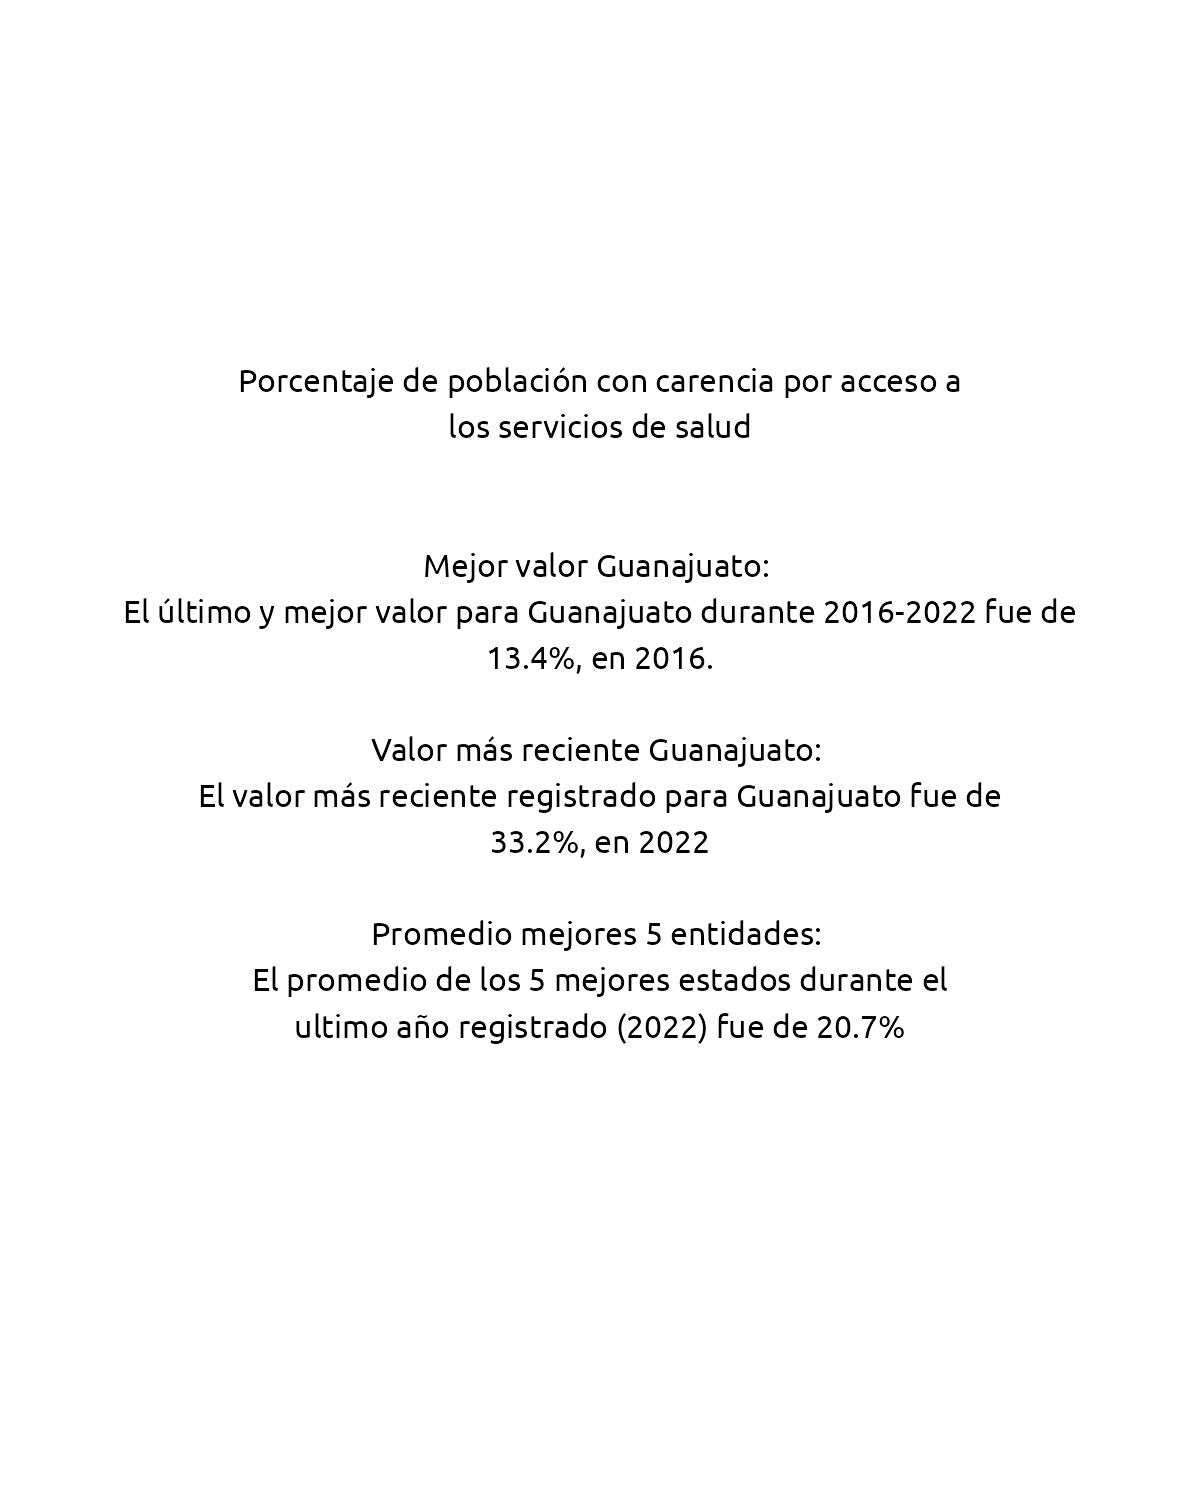 Porcentaje de población con carencia por acceso a
los servicios de salud
Mejor valor Guanajuato:
El último y mejor valor para Guanajuato durante 2016-2022 fue de
13.4%, en 2016.
Valor más reciente Guanajuato:
El valor más reciente registrado para Guanajuato fue de
33.2%, en 2022
Promedio mejores 5 entidades:
El promedio de los 5 mejores estados durante el
ultimo año registrado (2022) fue de 20.7%